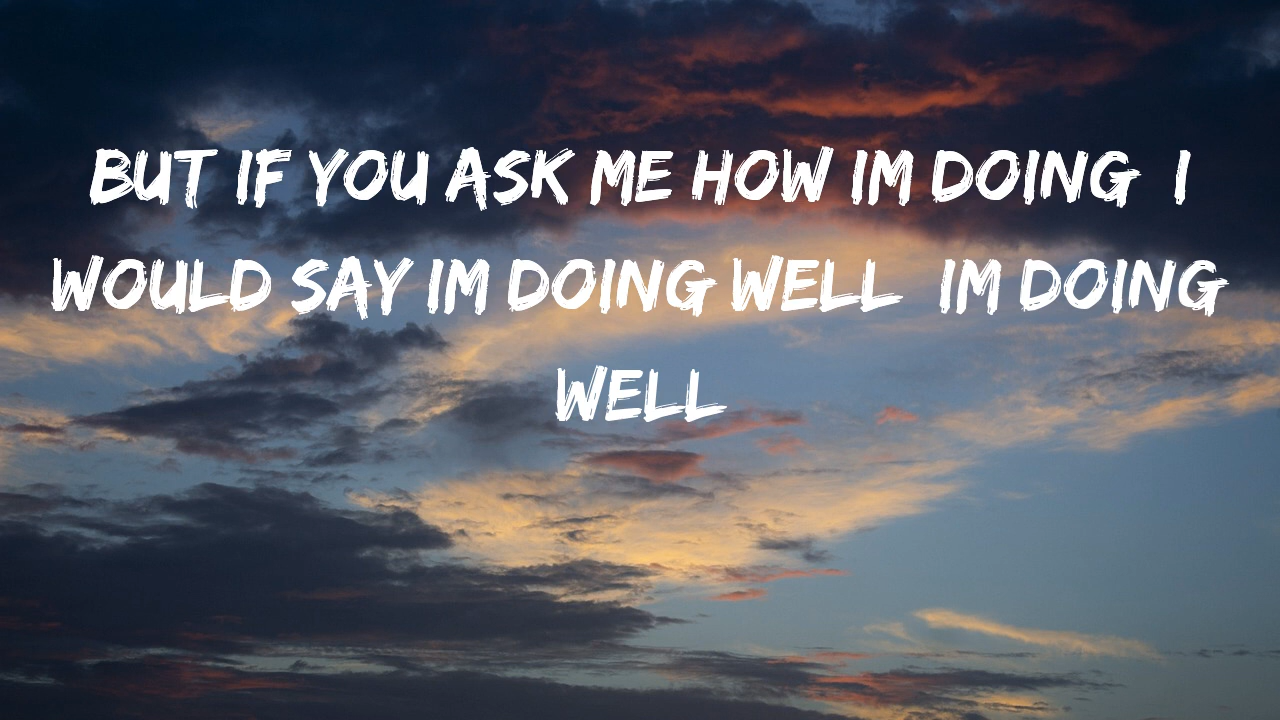 BUT IF YOU ASK ME HOW IM DOING  I
WOULD SAY IM DOING WELL  IM DOING
WELL